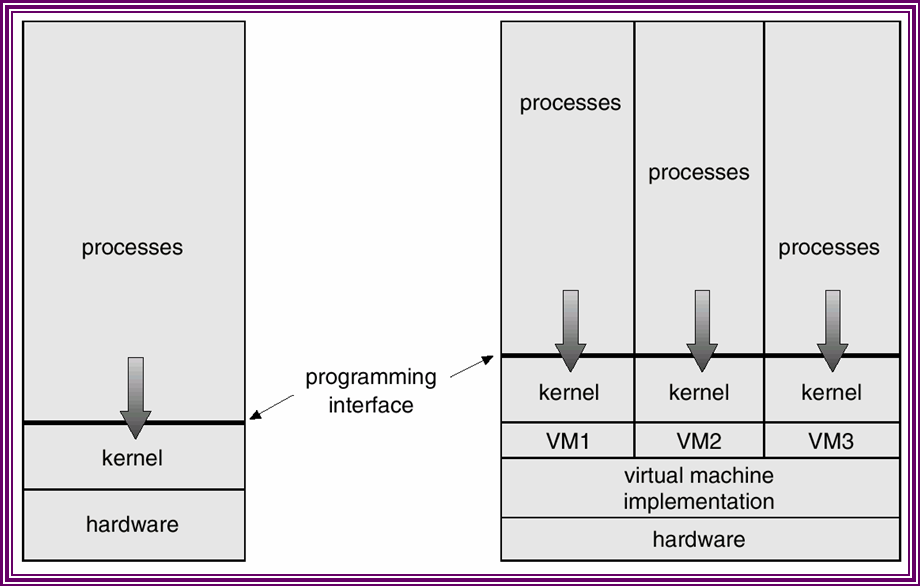 processes
kernel
hardware
programming
interface
processes
processes
processes
kernel
kernel
kernel
VM1
VM2
VM3
virtual machine
implementation
hardware